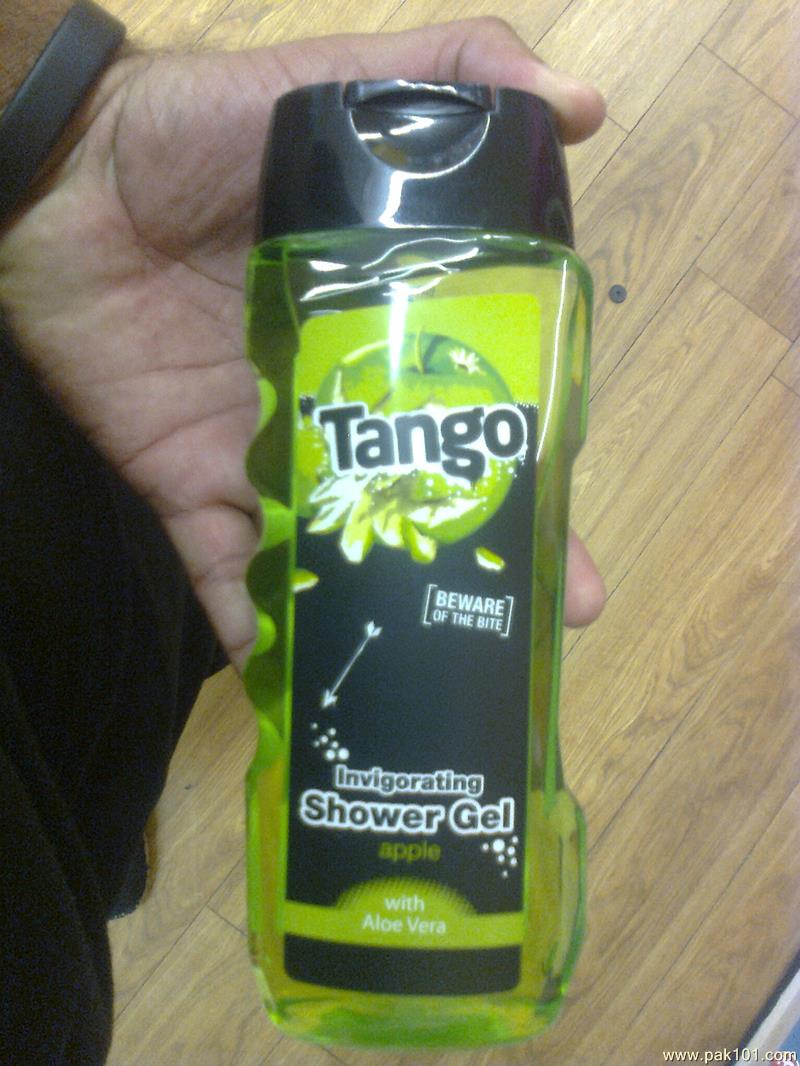 Tango
BEWARE
OF THE BITE
Invigorating
Shower Gel
apple
with
Aloe Vera
www.pak101.com